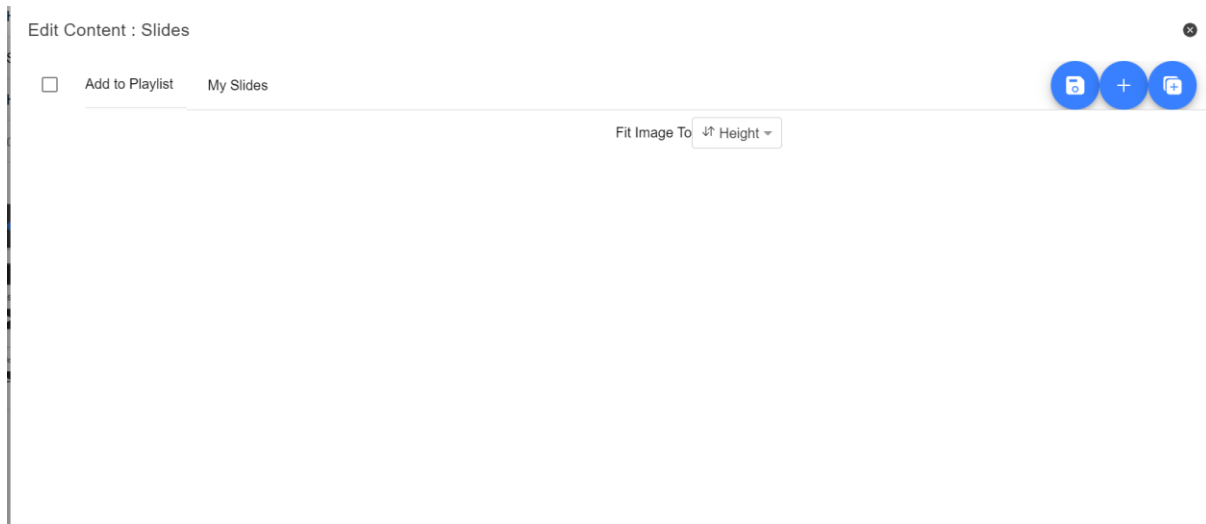 Edit Content : Slides
Add to Playlist
My Slides
Fit Image To
Height